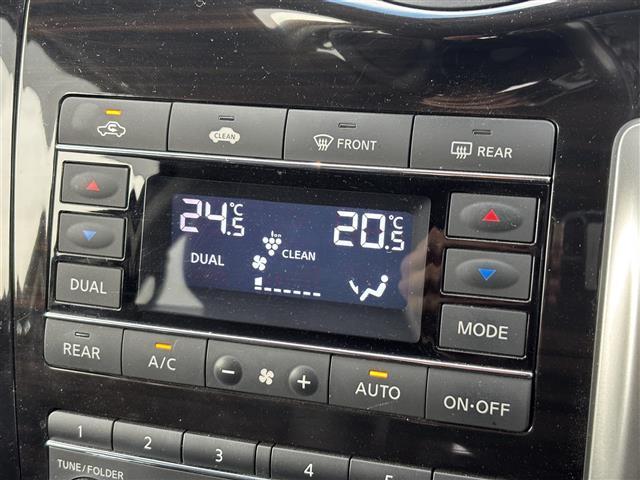 CLEAN
FRONT
REAR
24.5°C
20.5°C
ion
DUAL
CLEAN
DUAL
MODE
REAR
A/C
- +
AUTO
ON•OFF
1 2 3 4 5 6
TUNE/FOLDER